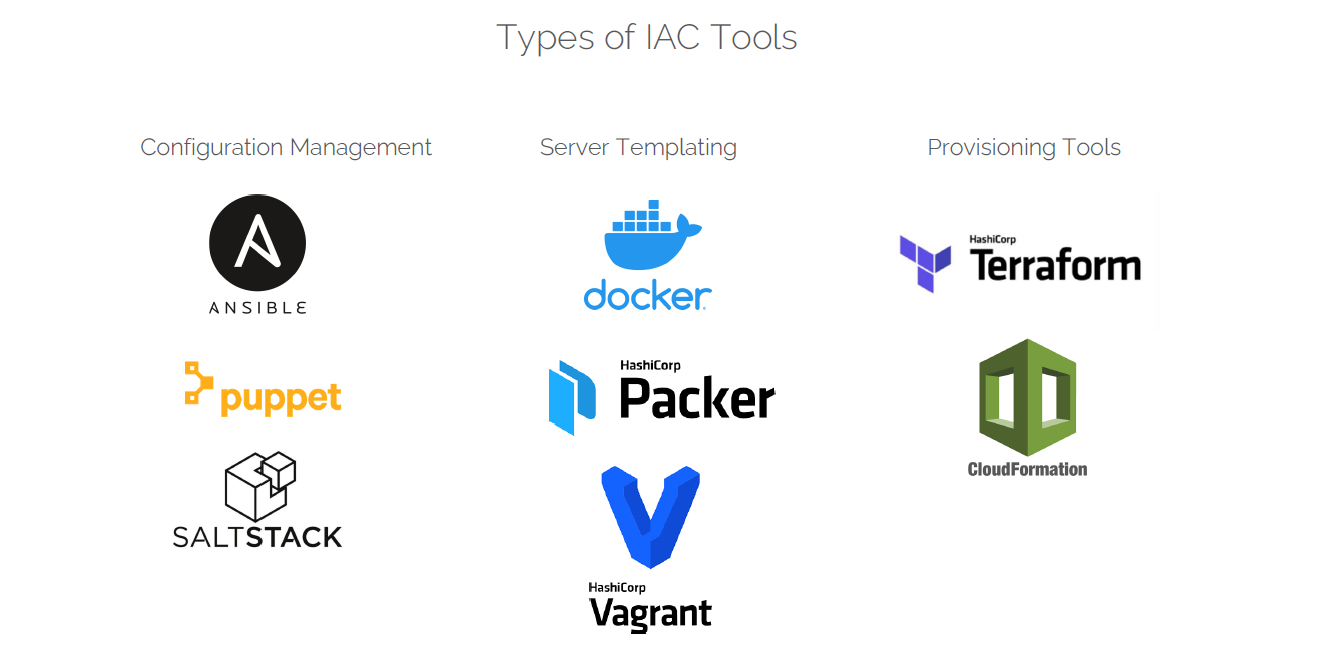 Types of IAC Tools
Configuration Management
Server Templating
Provisioning Tools
ANSIBLE
puppet
SALTSTACK
docker
HashiCorp
Packer
HashiCorp
Vagrant
HashiCorp
Terraform
CloudFormation